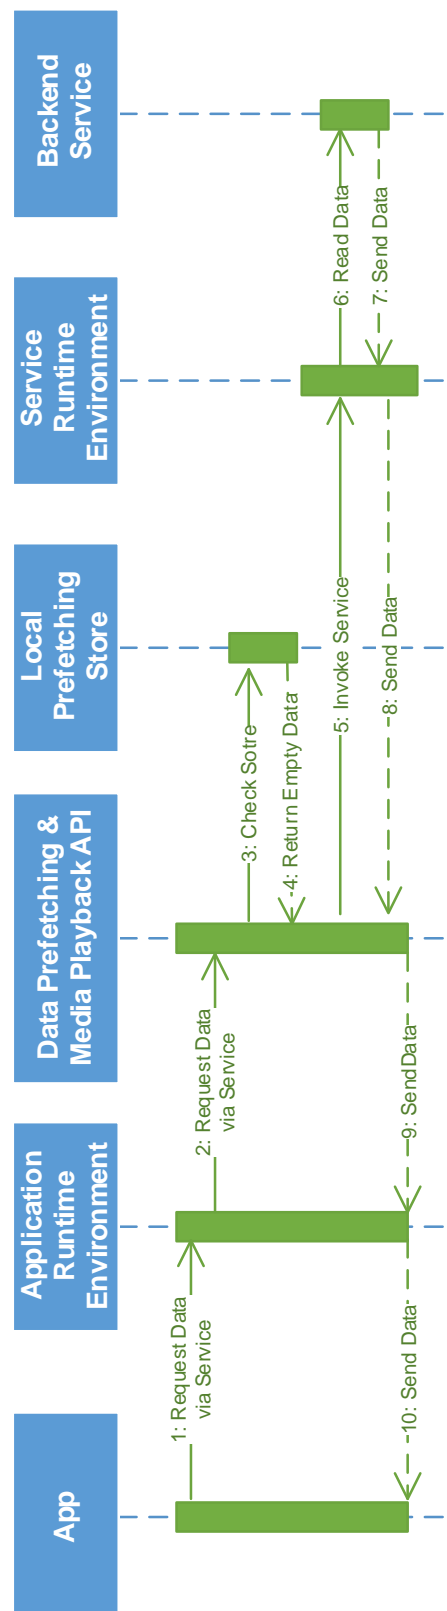 App
Application
Runtime
Environment
Data Prefetching &
Media Playback API
Local
Prefetching
Store
Service
Runtime
Environment
Backend
Service
1: Request Data
via Service
2: Request Data
via Service
3: Check Sotre
4: Return Empty Data
5: Invoke Service
6: Read Data
7: Send Data
8: Send Data
9: SendData
10: Send Data